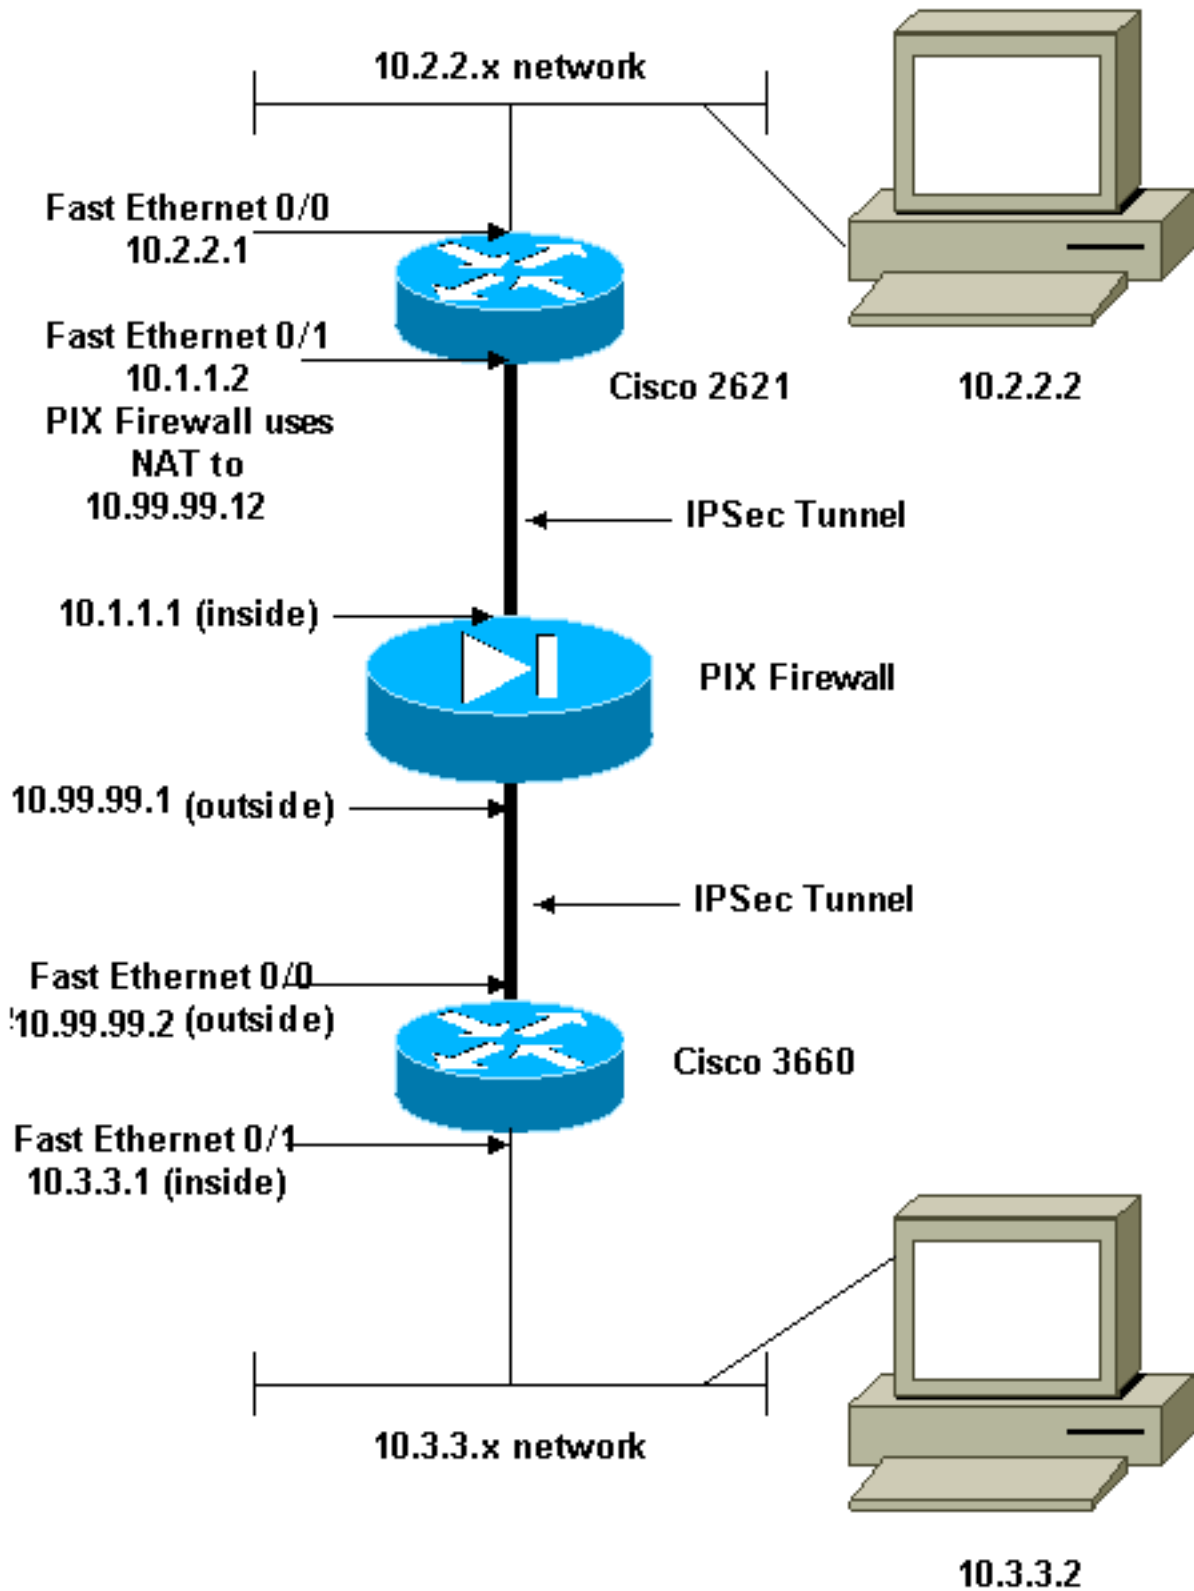 10.2.2.x network
Fast Ethernet 0/0
10.2.2.1
Fast Ethernet 0/1
10.1.1.2
PIX Firewall uses
NAT to
10.99.99.12
Cisco 2621
10.2.2.2
IPSec Tunnel
10.1.1.1 (inside)
PIX Firewall
10.99.99.1 (outside)
IPSec Tunnel
Fast Ethernet 0/0
10.99.99.2 (outside)
Cisco 3660
Fast Ethernet 0/1
10.3.3.1 (inside)
10.3.3.x network
10.3.3.2